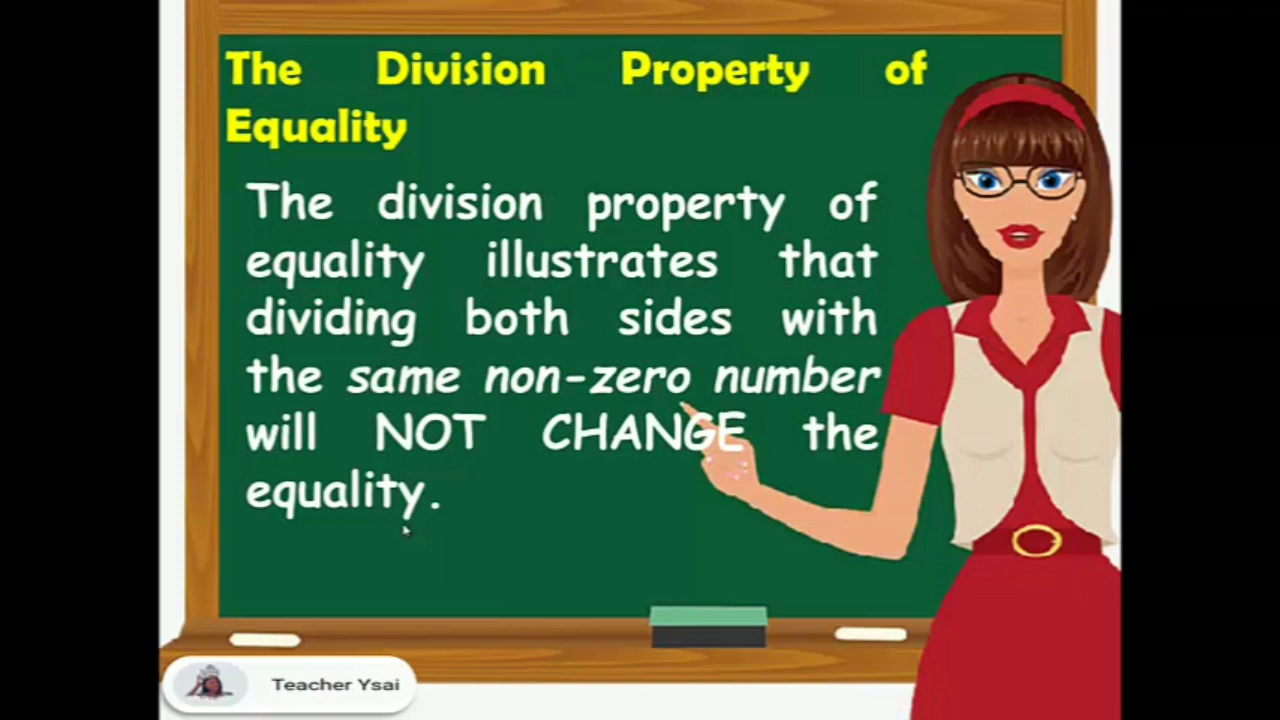 The Division Property of
Equality
The division property of
equality illustrates that
dividing both sides with
the same non-zero number
will NOT CHANGE the
equality.
Teacher Ysai